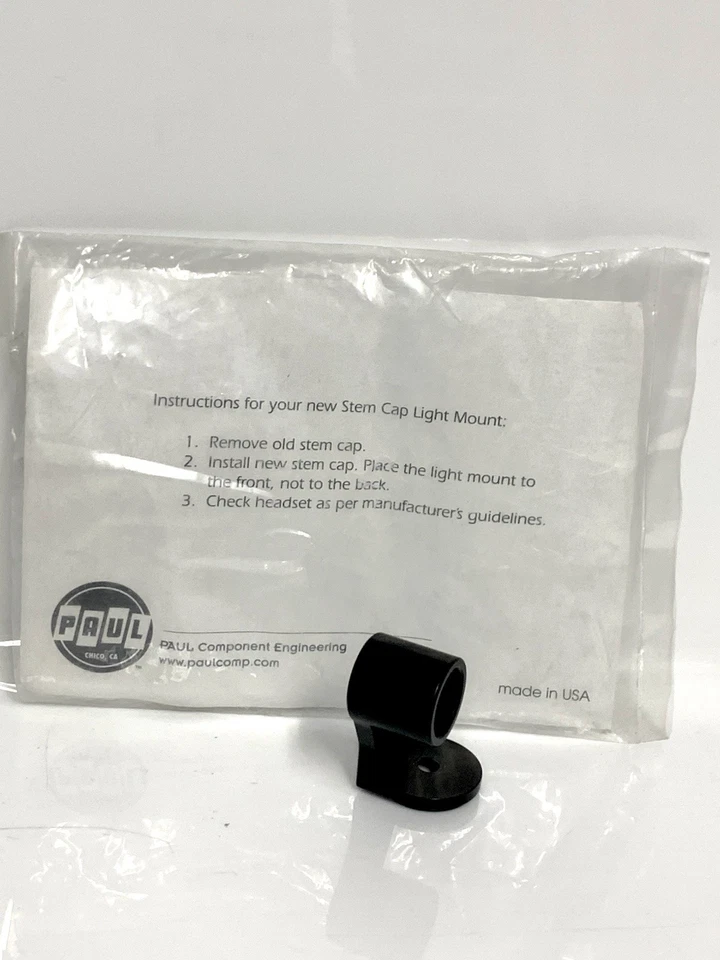 Instructions for your new Stem Cap Light Mount:
1. Remove old stem cap.
2. Install new stem cap. Place the light mount to
the front, not to the back.
3. Check headset as per manufacturer's guidelines.
PAUL
CHICO, CA
PAUL Component Engineering
www.paulcomp.com
made in USA